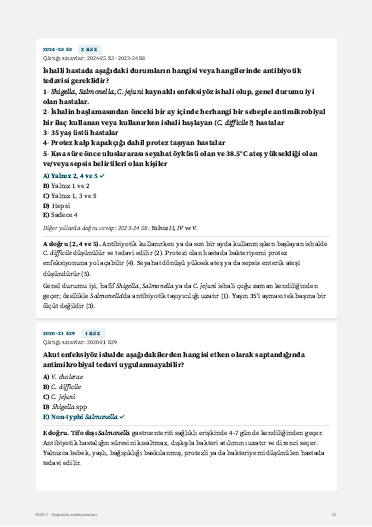 2024-25 S3 2 kez
Çıktığı sınavlar: 2024-25 S3 · 2023-24 S8
İshalli hastada aşağıdaki durumların hangisi veya hangilerinde antibiyotik
tedavisi gereklidir?
1- Shigella, Salmonella, C. jejuni kaynaklı enfeksiyöz ishali olup, genel durumu iyi
olan hastalar.
2- İshalin başlamasından önceki bir ay içinde herhangi bir sebeple antimikrobiyal
bir ilaç kullanan veya kullanırken ishali başlayan (C. difficile?) hastalar
3- 35 yaş üstü hastalar
4- Protez kalp kapakçığı dahil protez taşıyan hastalar
5- Kısa süre önce uluslararası seyahat öyküsü olan ve 38.5°C ateş yüksekliği olan
ve/veya sepsis belirtileri olan kişiler
A) Yalnız 2, 4 ve 5 ✓
B) Yalnız 1 ve 2
C) Yalnız 1, 3 ve 5
D) Hepsi
E) Sadece 4
Diğer yıllarda doğru cevap: 2023-24 S8: Yalnız II, IV ve V.
A doğru (2, 4 ve 5). Antibiyotik kullanırken ya da son bir ayda kullanmışken başlayan ishalde
C. difficile düşünülür ve tedavi edilir (2). Protezi olan hastada bakteriyemi protez
enfeksiyonuna yol açabilir (4). Seyahat dönüşü yüksek ateş ya da sepsis enterik ateşi
düşündürür (5).
Genel durumu iyi, hafif Shigella, Salmonella ya da C. jejuni ishali çoğu zaman kendiliğinden
geçer; özellikle Salmonella'da antibiyotik taşıyıcılığı uzatır (1). Yaşın 35'i aşması tek başına bir
ölçüt değildir (3).
2020-21 S29 1 kez
Çıktığı sınavlar: 2020-21 S29
Akut enfeksiyöz ishalde aşağıdakilerden hangisi etken olarak saptandığında
antimikrobiyal tedavi uygulanmayabilir?
A) V. cholerae
B) C. difficile
C) C. jejuni
D) Shigella spp
E) Non-typhi Salmonella ✓
E doğru. Tifo dışı Salmonella gastroenteriti sağlıklı erişkinde 4-7 günde kendiliğinden geçer.
Antibiyotik hastalığın süresini kısaltmaz, dışkıyla bakteri atılımını uzatır ve direnci seçer.
Yalnızca bebek, yaşlı, bağışıklığı baskılanmış, protezli ya da bakteriyemi düşünülen hastada
tedavi edilir.
22